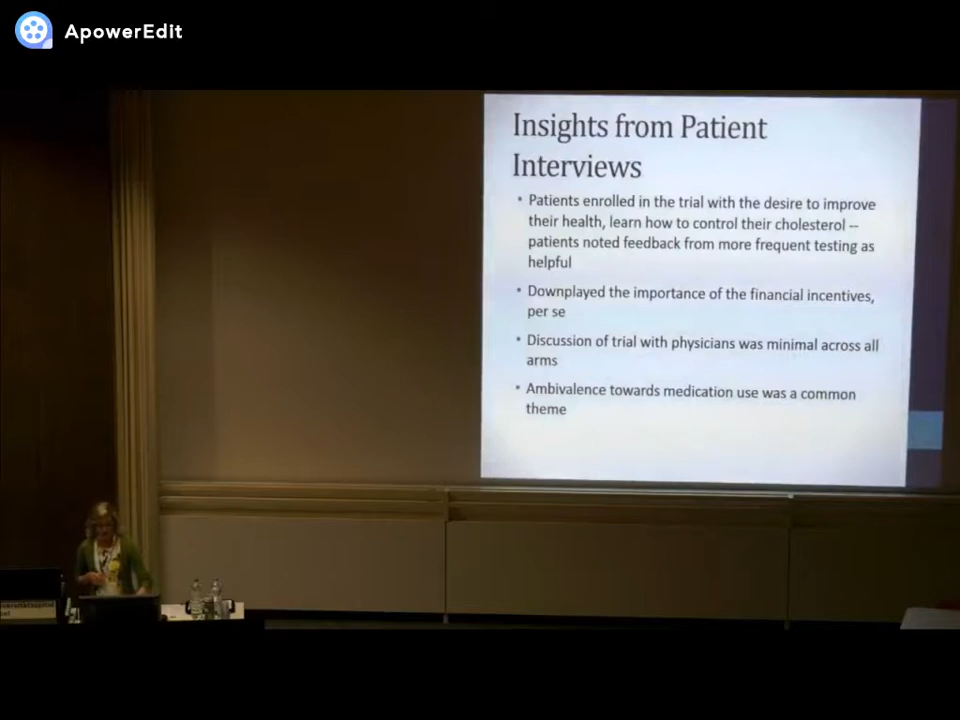 ApowerEdit
Insights from Patient
Interviews
• Patients enrolled in the trial with the desire to improve
their health, learn how to control their cholesterol --
patients noted feedback from more frequent testing as
helpful
• Downplayed the importance of the financial incentives,
per se
• Discussion of trial with physicians was minimal across all
arms
• Ambivalence towards medication use was a common
theme